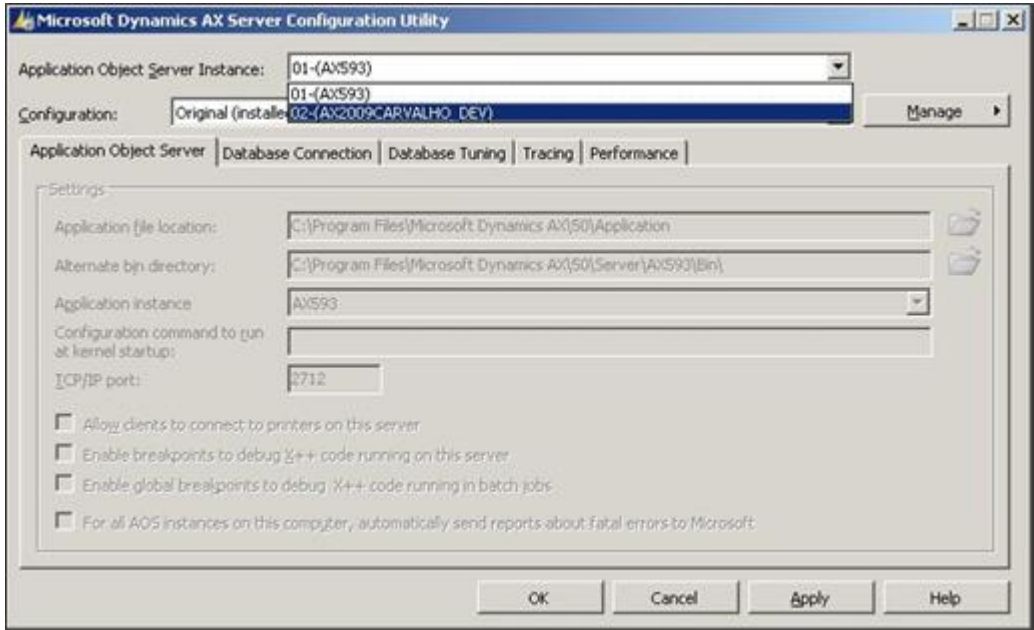 Microsoft Dynamics AX Server Configuration Utility
Application Object Server Instance: 01-(AX593)
01-(AX593)
Configuration: Original (installe 02-(AX2009CARVALHO_DEV) Manage
Application Object Server Database Connection Database Tuning Tracing Performance
Settings
Application file location: C:\Program Files\Microsoft Dynamics AX\50\Application
Alternate bin directory: C:\Program Files\Microsoft Dynamics AX\50\Server\AX593\Bin\
Application instance AX593
Configuration command to run
at kernel startup:
TCP/IP port: 2712
Allow clients to connect to printers on this server
Enable breakpoints to debug X++ code running on this server
Enable global breakpoints to debug X++ code running in batch jobs
For all AOS instances on this computer, automatically send reports about fatal errors to Microsoft
OK Cancel Apply Help